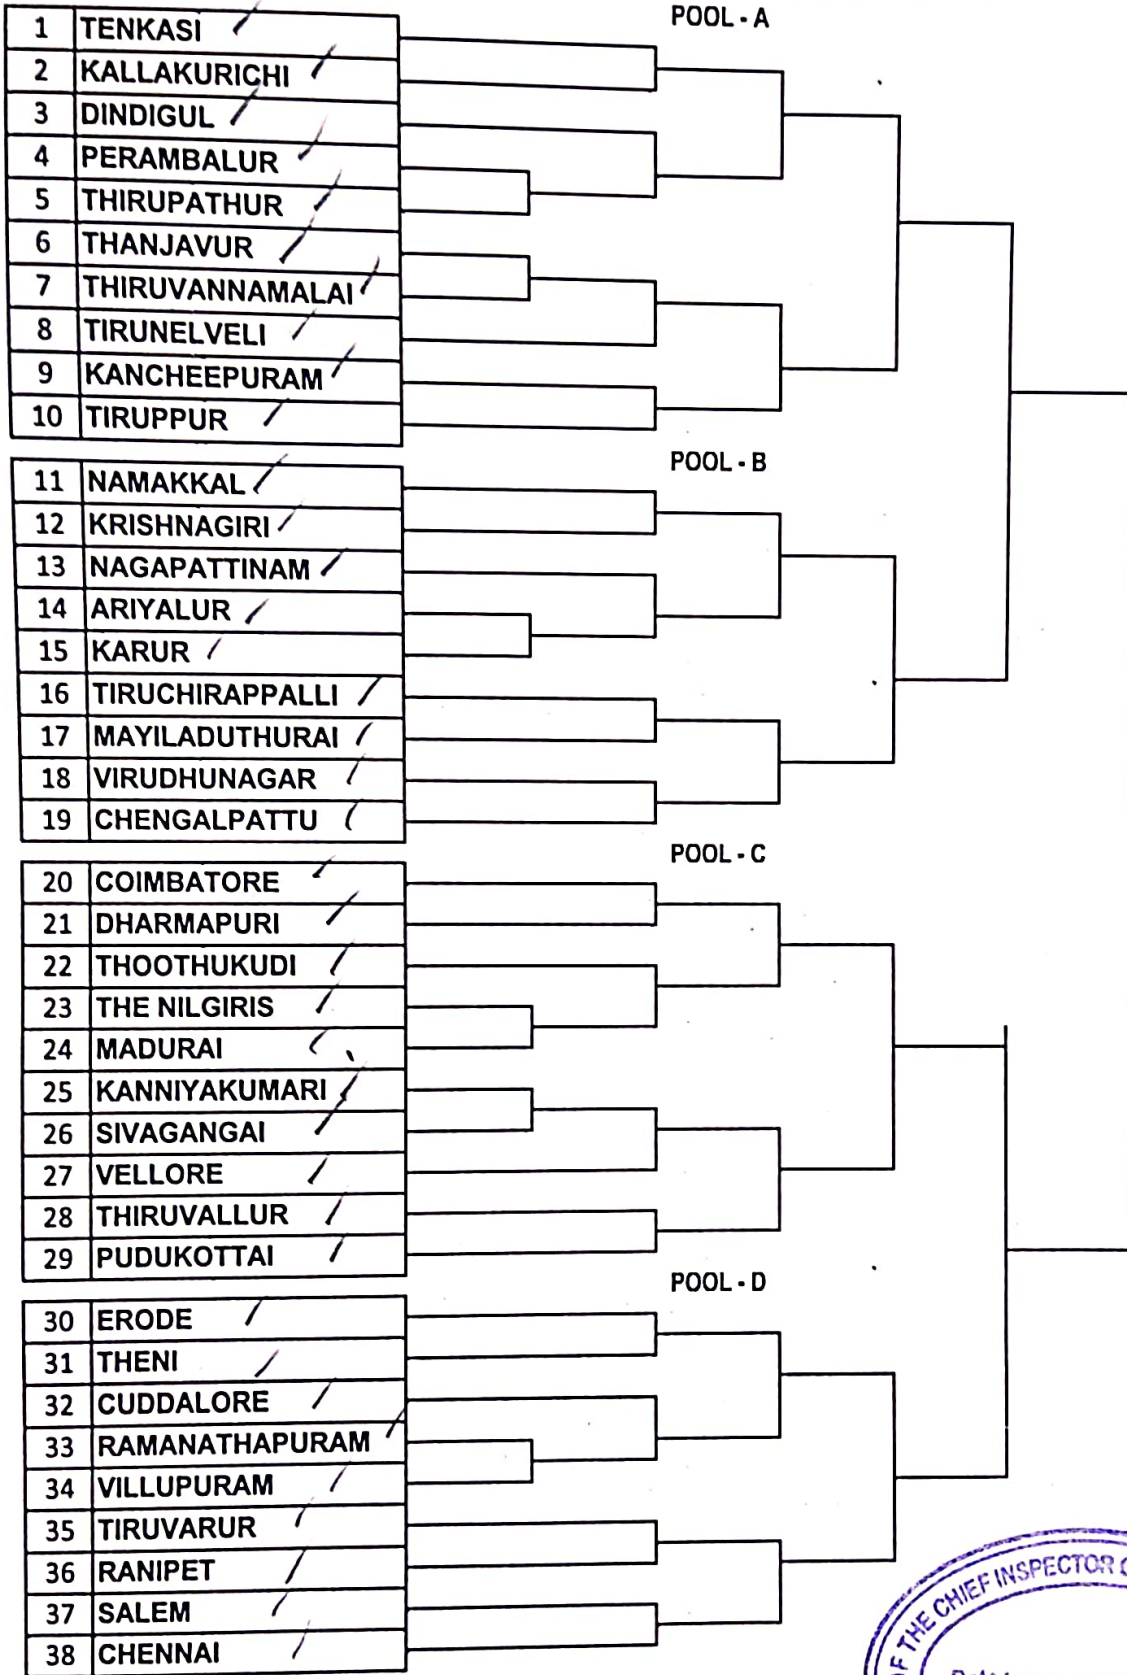 POOL - A
1 TENKASI
2 KALLAKURICHI
3 DINDIGUL
4 PERAMBALUR
5 THIRUPATHUR
6 THANJAVUR
7 THIRUVANNAMALAI
8 TIRUNELVELI
9 KANCHEEPURAM
10 TIRUPPUR
POOL - B
11 NAMAKKAL
12 KRISHNAGIRI
13 NAGAPATTINAM
14 ARIYALUR
15 KARUR
16 TIRUCHIRAPPALLI
17 MAYILADUTHURAI
18 VIRUDHUNAGAR
19 CHENGALPATTU
POOL - C
20 COIMBATORE
21 DHARMAPURI
22 THOOTHUKUDI
23 THE NILGIRIS
24 MADURAI
25 KANNIYAKUMARI
26 SIVAGANGAI
27 VELLORE
28 THIRUVALLUR
29 PUDUKOTTAI
POOL - D
30 ERODE
31 THENI
32 CUDDALORE
33 RAMANATHAPURAM
34 VILLUPURAM
35 TIRUVARUR
36 RANIPET
37 SALEM
38 CHENNAI
OF THE CHIEF INSPECTOR